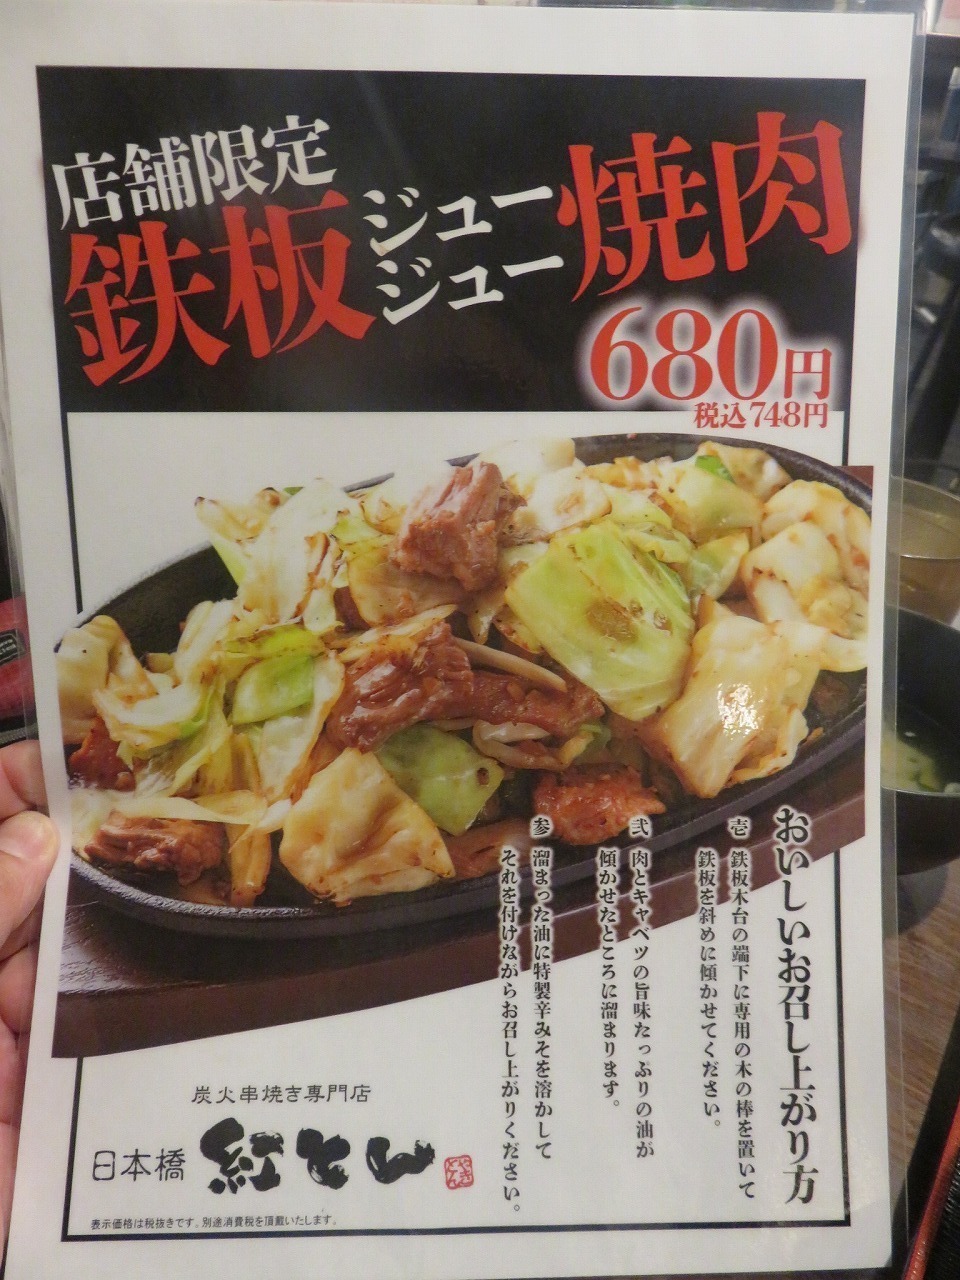 店舗限定
鉄板ジュージュー焼肉
680円
税込748円
おいしいお召し上がり方
壱 鉄板木台の端下に専用の木の棒を置いて
鉄板を斜めに傾かせてください。
弐 肉とキャベツの旨味たっぷりの油が
傾かせたところに溜まります。
参 溜まった油に特製辛みそを溶かして
それを付けながらお召し上がりください。
炭火串焼き専門店
日本橋 紅とん
表示価格は税抜きです。別途消費税を頂戴いたします。